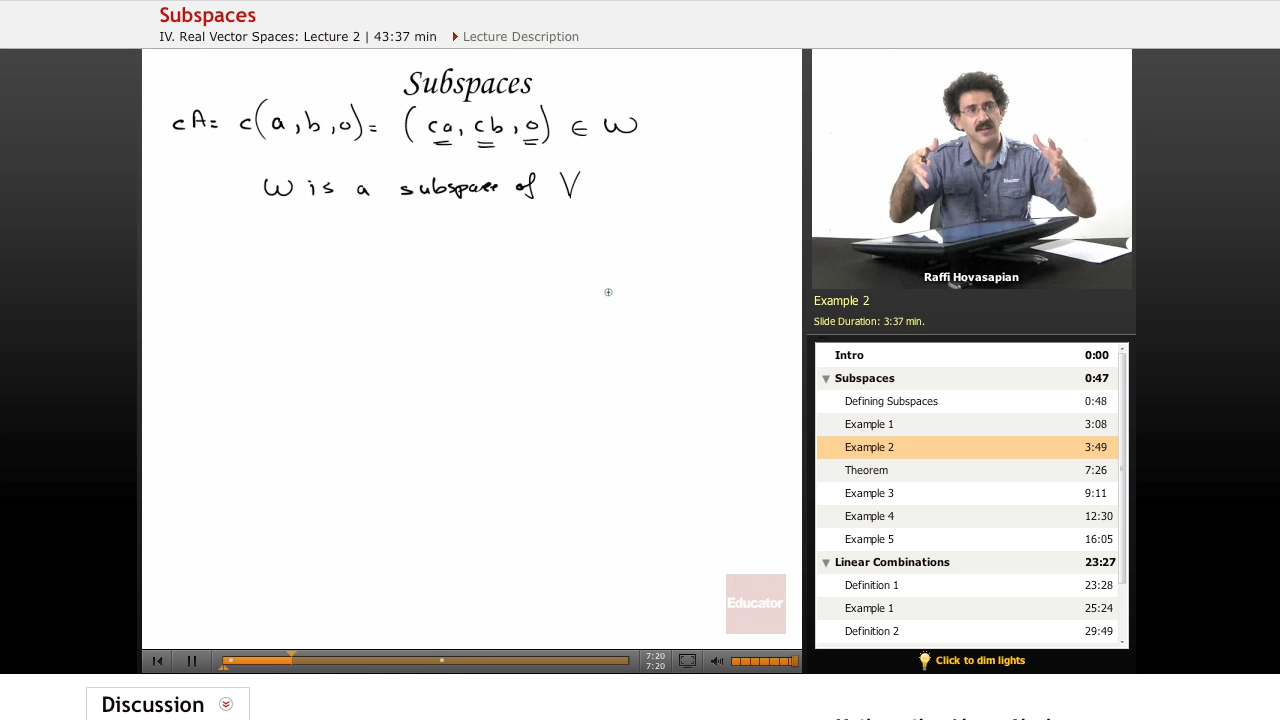 Subspaces
IV. Real Vector Spaces: Lecture 2 | 43:37 min Lecture Description
Subspaces
cA = c(a, b, 0) = (ca, cb, 0) ∈ W
W is a subspace of V
Educator
Raffi Hovasapian
Example 2
Slide Duration: 3:37 min.
Intro 0:00
Subspaces 0:47
Defining Subspaces 0:48
Example 1 3:08
Example 2 3:49
Theorem 7:26
Example 3 9:11
Example 4 12:30
Example 5 16:05
Linear Combinations 23:27
Definition 1 23:28
Example 1 25:24
Definition 2 29:49
7:20
7:20
Click to dim lights
Discussion